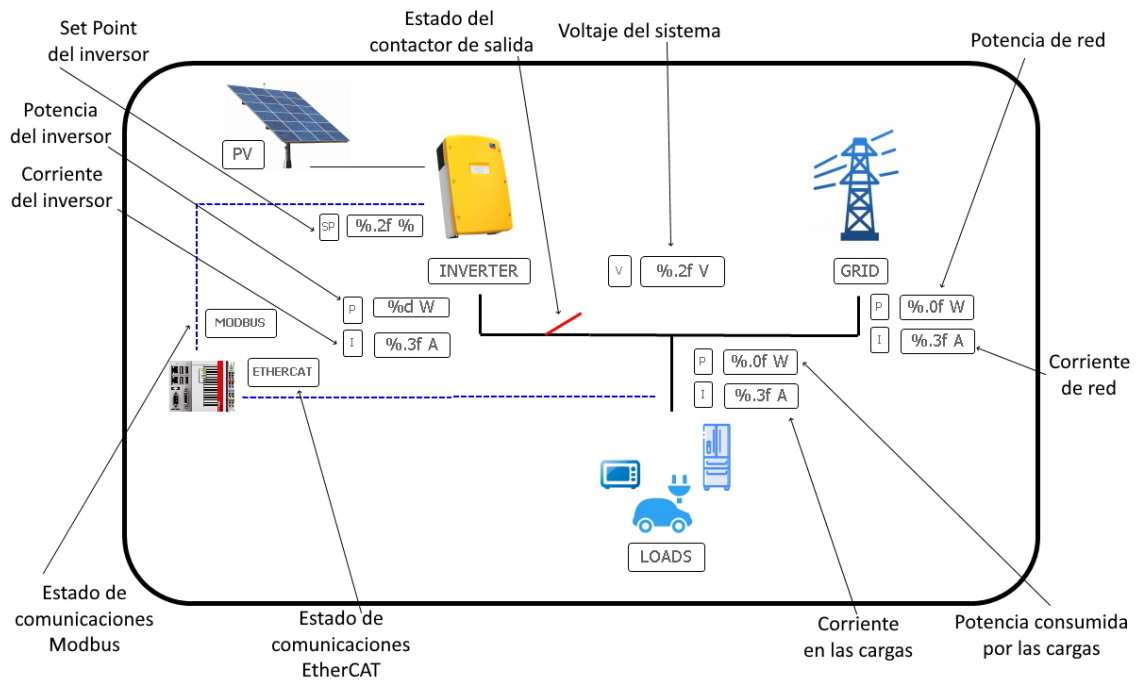 Set Point
del inversor
Estado del
contactor de salida
Voltaje del sistema
Potencia de red
Potencia
del inversor
Corriente
del inversor
PV
SP
%.2f %
INVERTER
V
%.2f V
GRID
P
%d W
I
%.3f A
P
%.0f W
I
%.3f A
MODBUS
ETHERCAT
P
%.0f W
I
%.3f A
Corriente
de red
LOADS
Estado de
comunicaciones
Modbus
Estado de
comunicaciones
EtherCAT
Corriente
en las cargas
Potencia consumida
por las cargas